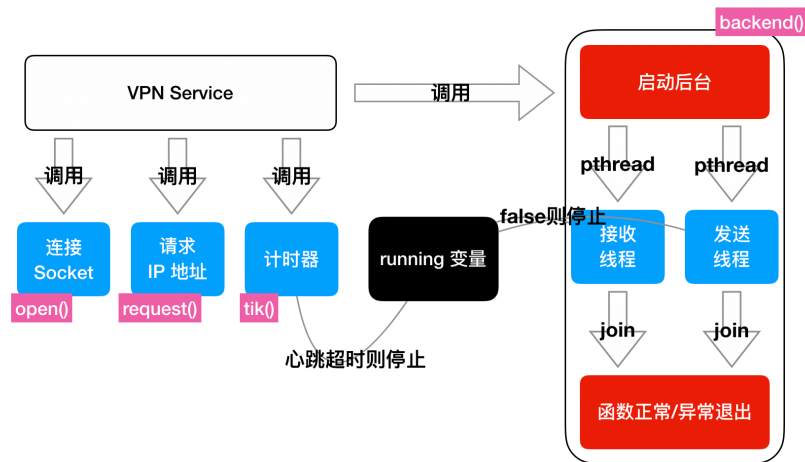 backend()
VPN Service
调用
启动后台
调用
调用
调用
pthread
pthread
false则停止
连接
Socket
请求
IP 地址
计时器
running 变量
接收
线程
发送
线程
open()
request()
tik()
join
join
心跳超时则停止
函数正常/异常退出